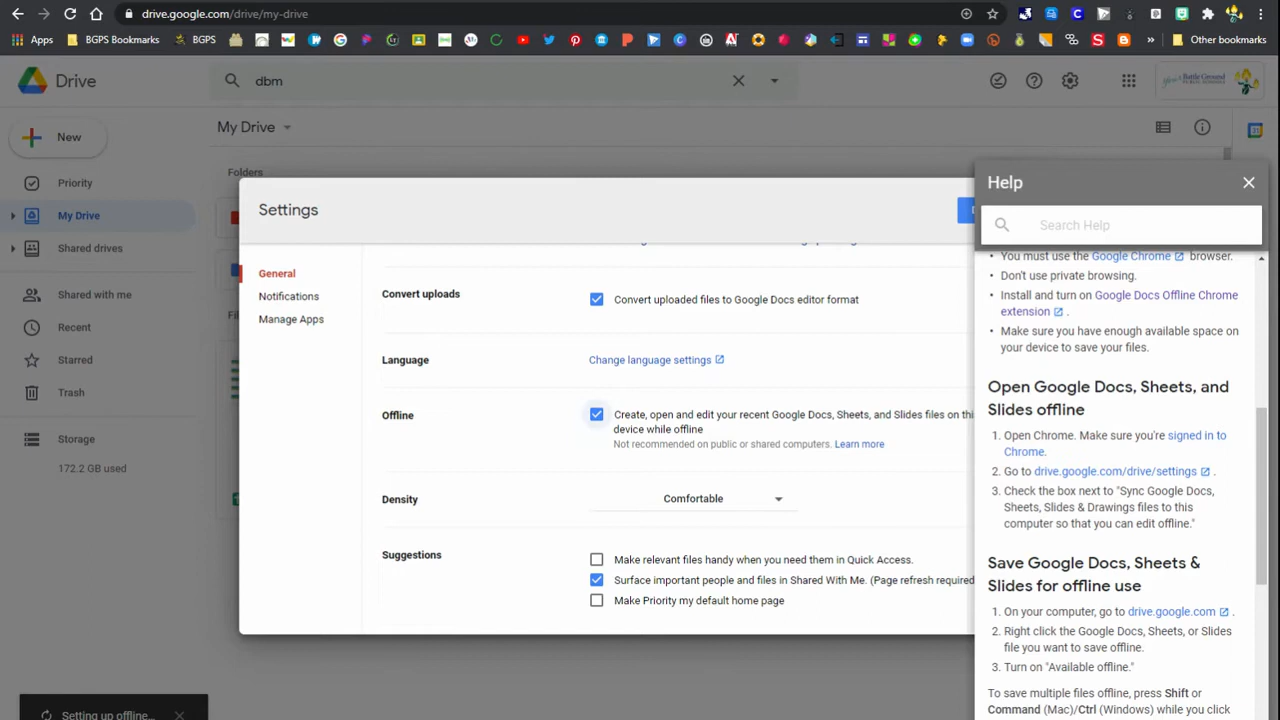 drive.google.com/drive/my-drive
Apps BGPS Bookmarks BGPS » Other bookmarks
Drive dbm
New My Drive
Folders
Priority
My Drive
Shared drives
Shared with me
Recent
Starred
Trash
Storage
172.2 GB used
Settings
General
Notifications
Manage Apps
Convert uploads Convert uploaded files to Google Docs editor format
Language Change language settings
Offline Create, open and edit your recent Google Docs, Sheets, and Slides files on this
device while offline
Not recommended on public or shared computers. Learn more
Density Comfortable
Suggestions Make relevant files handy when you need them in Quick Access.
Surface important people and files in Shared With Me. (Page refresh required
Make Priority my default home page
Help
Search Help
• You must use the Google Chrome browser.
• Don't use private browsing.
• Install and turn on Google Docs Offline Chrome
extension .
• Make sure you have enough available space on
your device to save your files.
Open Google Docs, Sheets, and
Slides offline
1. Open Chrome. Make sure you're signed in to
Chrome.
2. Go to drive.google.com/drive/settings .
3. Check the box next to "Sync Google Docs,
Sheets, Slides & Drawings files to this
computer so that you can edit offline."
Save Google Docs, Sheets &
Slides for offline use
1. On your computer, go to drive.google.com .
2. Right click the Google Docs, Sheets, or Slides
file you want to save offline.
3. Turn on "Available offline."
To save multiple files offline, press Shift or
Command (Mac)/Ctrl (Windows) while you click
Setting up offline...